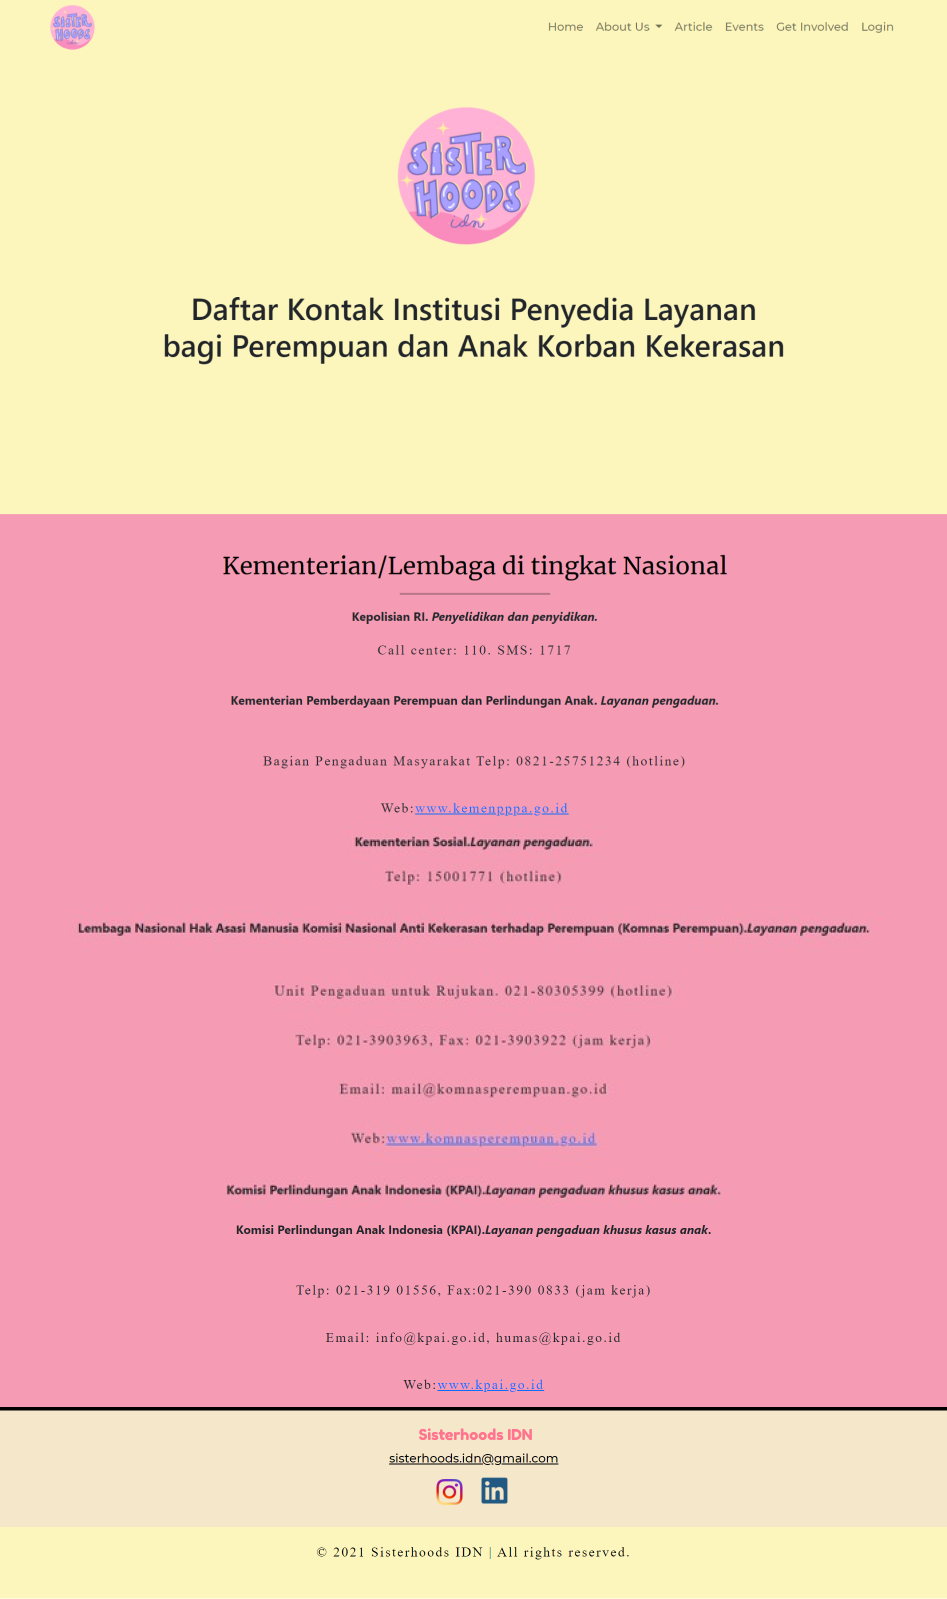 SISTER
HOODS
idn
Home About Us Article Events Get Involved Login
SISTER
HOODS
idn
Daftar Kontak Institusi Penyedia Layanan
bagi Perempuan dan Anak Korban Kekerasan
Kementerian/Lembaga di tingkat Nasional
Kepolisian RI. Penyelidikan dan penyidikan.
Call center: 110. SMS: 1717
Kementerian Pemberdayaan Perempuan dan Perlindungan Anak. Layanan pengaduan.
Bagian Pengaduan Masyarakat Telp: 0821-25751234 (hotline)
Web:www.kemenpppa.go.id
Kementerian Sosial.Layanan pengaduan.
Telp: 15001771 (hotline)
Lembaga Nasional Hak Asasi Manusia Komisi Nasional Anti Kekerasan terhadap Perempuan (Komnas Perempuan).Layanan pengaduan.
Unit Pengaduan untuk Rujukan. 021-80305399 (hotline)
Telp: 021-3903963, Fax: 021-3903922 (jam kerja)
Email: mail@komnasperempuan.go.id
Web:www.komnasperempuan.go.id
Komisi Perlindungan Anak Indonesia (KPAI).Layanan pengaduan khusus kasus anak.
Komisi Perlindungan Anak Indonesia (KPAI).Layanan pengaduan khusus kasus anak.
Telp: 021-319 01556, Fax:021-390 0833 (jam kerja)
Email: info@kpai.go.id, humas@kpai.go.id
Web:www.kpai.go.id
Sisterhoods IDN
sisterhoods.idn@gmail.com
in
© 2021 Sisterhoods IDN | All rights reserved.